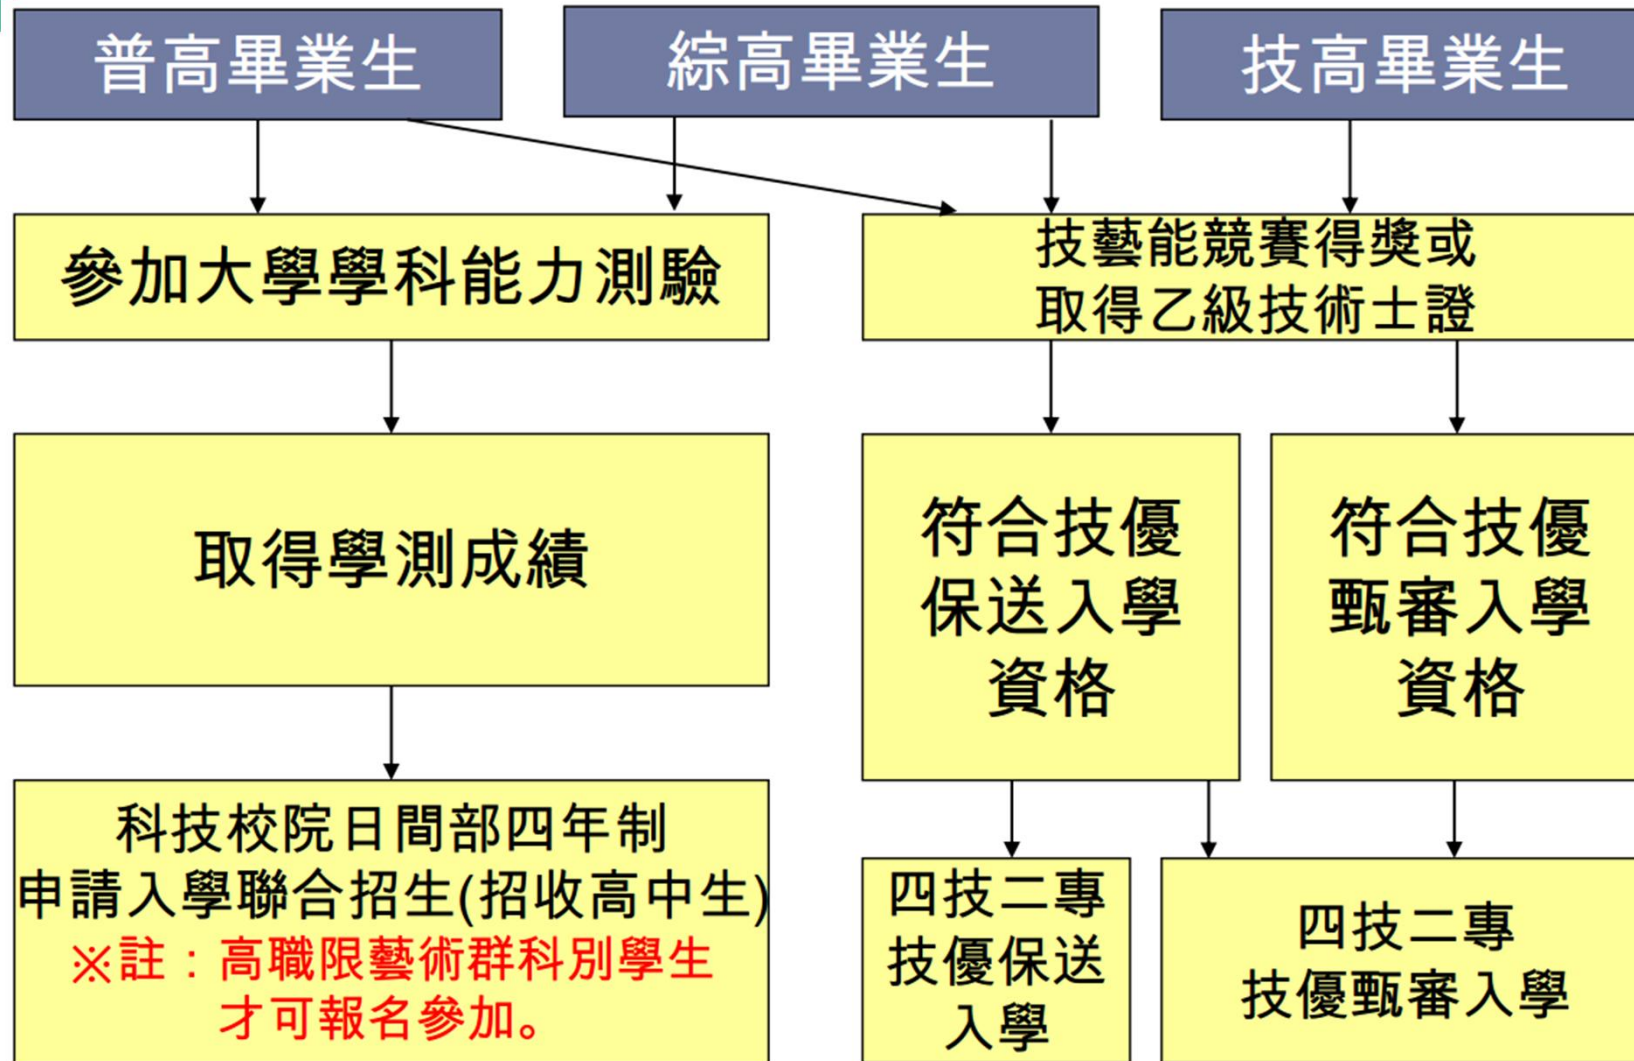 普高畢業生
綜高畢業生
技高畢業生
參加大學學科能力測驗
技藝能競賽得獎或
取得乙級技術士證
取得學測成績
符合技優
保送入學
資格
符合技優
甄審入學
資格
科技校院日間部四年制
申請入學聯合招生(招收高中生)
※註：高職限藝術群科別學生
才可報名參加。
四技二專
技優保送
入學
四技二專
技優甄審入學